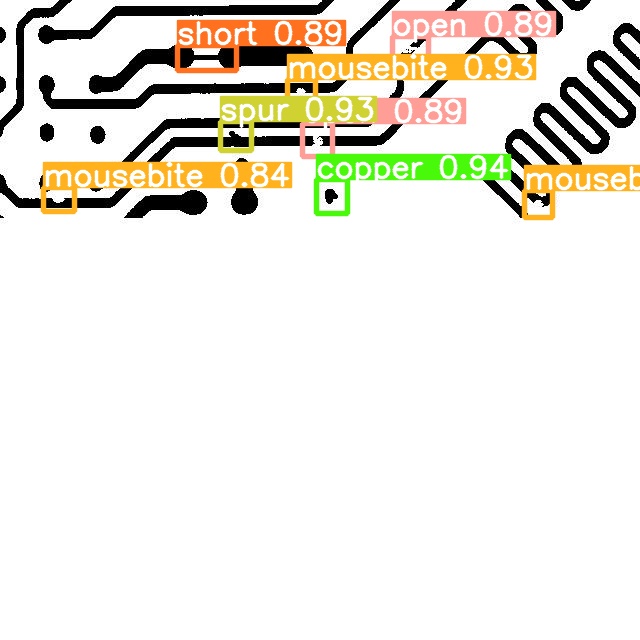 open 0.89
short 0.89
mousebite 0.93
spur 0.93
0.89
copper 0.94
mousebite 0.84
mouseb